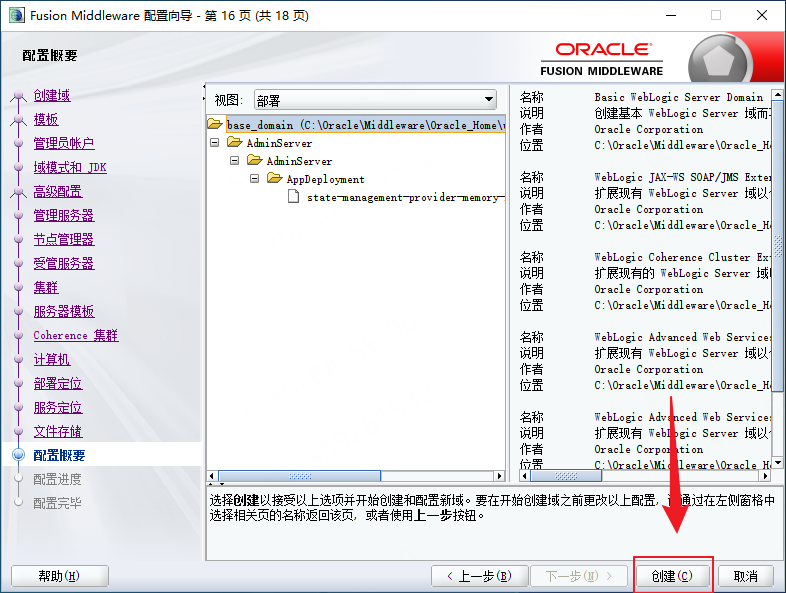 Fusion Middleware 配置向导 - 第 16 页 (共 18 页)
配置概要
ORACLE
FUSION MIDDLEWARE
创建域
模板
管理员帐户
域模式和 JDK
高级配置
管理服务器
节点管理器
受管服务器
集群
服务器模板
Coherence 集群
计算机
部署定位
服务定位
文件存储
配置概要
配置进度
配置完毕
视图: 部署
base_domain (C:\Oracle\Middleware\Oracle_Home\u
AdminServer
AdminServer
AppDeployment
state-management-provider-memory-
名称 Basic WebLogic Server Domain
说明 创建基本 WebLogic Server 域而不
作者 Oracle Corporation
位置 C:\Oracle\Middleware\Oracle_Ho
名称 WebLogic JAX-WS SOAP/JMS Exter
说明 扩展现有 WebLogic Server 域以
作者 Oracle Corporation
位置 C:\Oracle\Middleware\Oracle_Ho
名称 WebLogic Coherence Cluster Ext
说明 扩展现有的 WebLogic Server 域
作者 Oracle Corporation
位置 C:\Oracle\Middleware\Oracle_Ho
名称 WebLogic Advanced Web Services
说明 扩展现有 WebLogic Server 域以
作者 Oracle Corporation
位置 C:\Oracle\Middleware\Oracle_Ho
名称 WebLogic Advanced Web Services
说明 扩展现有 WebLogic Server 域以
作者 Oracle Corporation
位置 C:\Oracle\Middleware\Oracle_Ho
选择创建以接受以上选项并开始创建和配置新域。要在开始创建域之前更改以上配置, 请通过在左侧窗格中
选择相关页的名称返回该页, 或者使用上一步按钮。
帮助(H) < 上一步(B) 下一步(N) > 创建(C) 取消